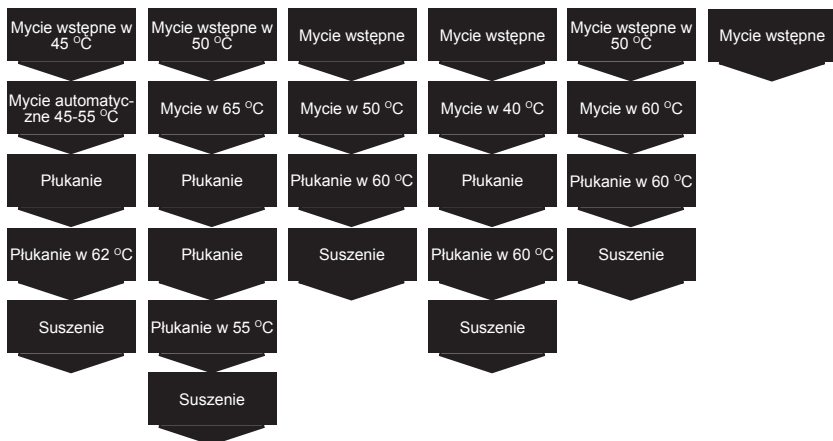 Mycie wstępne w
45 °C
Mycie automatycz-
zne 45-55 °C
Płukanie
Płukanie w 62 °C
Suszenie
Mycie wstępne w
50 °C
Mycie w 65 °C
Płukanie
Płukanie
Płukanie w 55 °C
Suszenie
Mycie wstępne
Mycie w 50 °C
Płukanie w 60 °C
Suszenie
Mycie wstępne
Mycie w 40 °C
Płukanie
Płukanie w 60 °C
Suszenie
Mycie wstępne w
50 °C
Mycie w 60 °C
Płukanie w 60 °C
Suszenie
Mycie wstępne